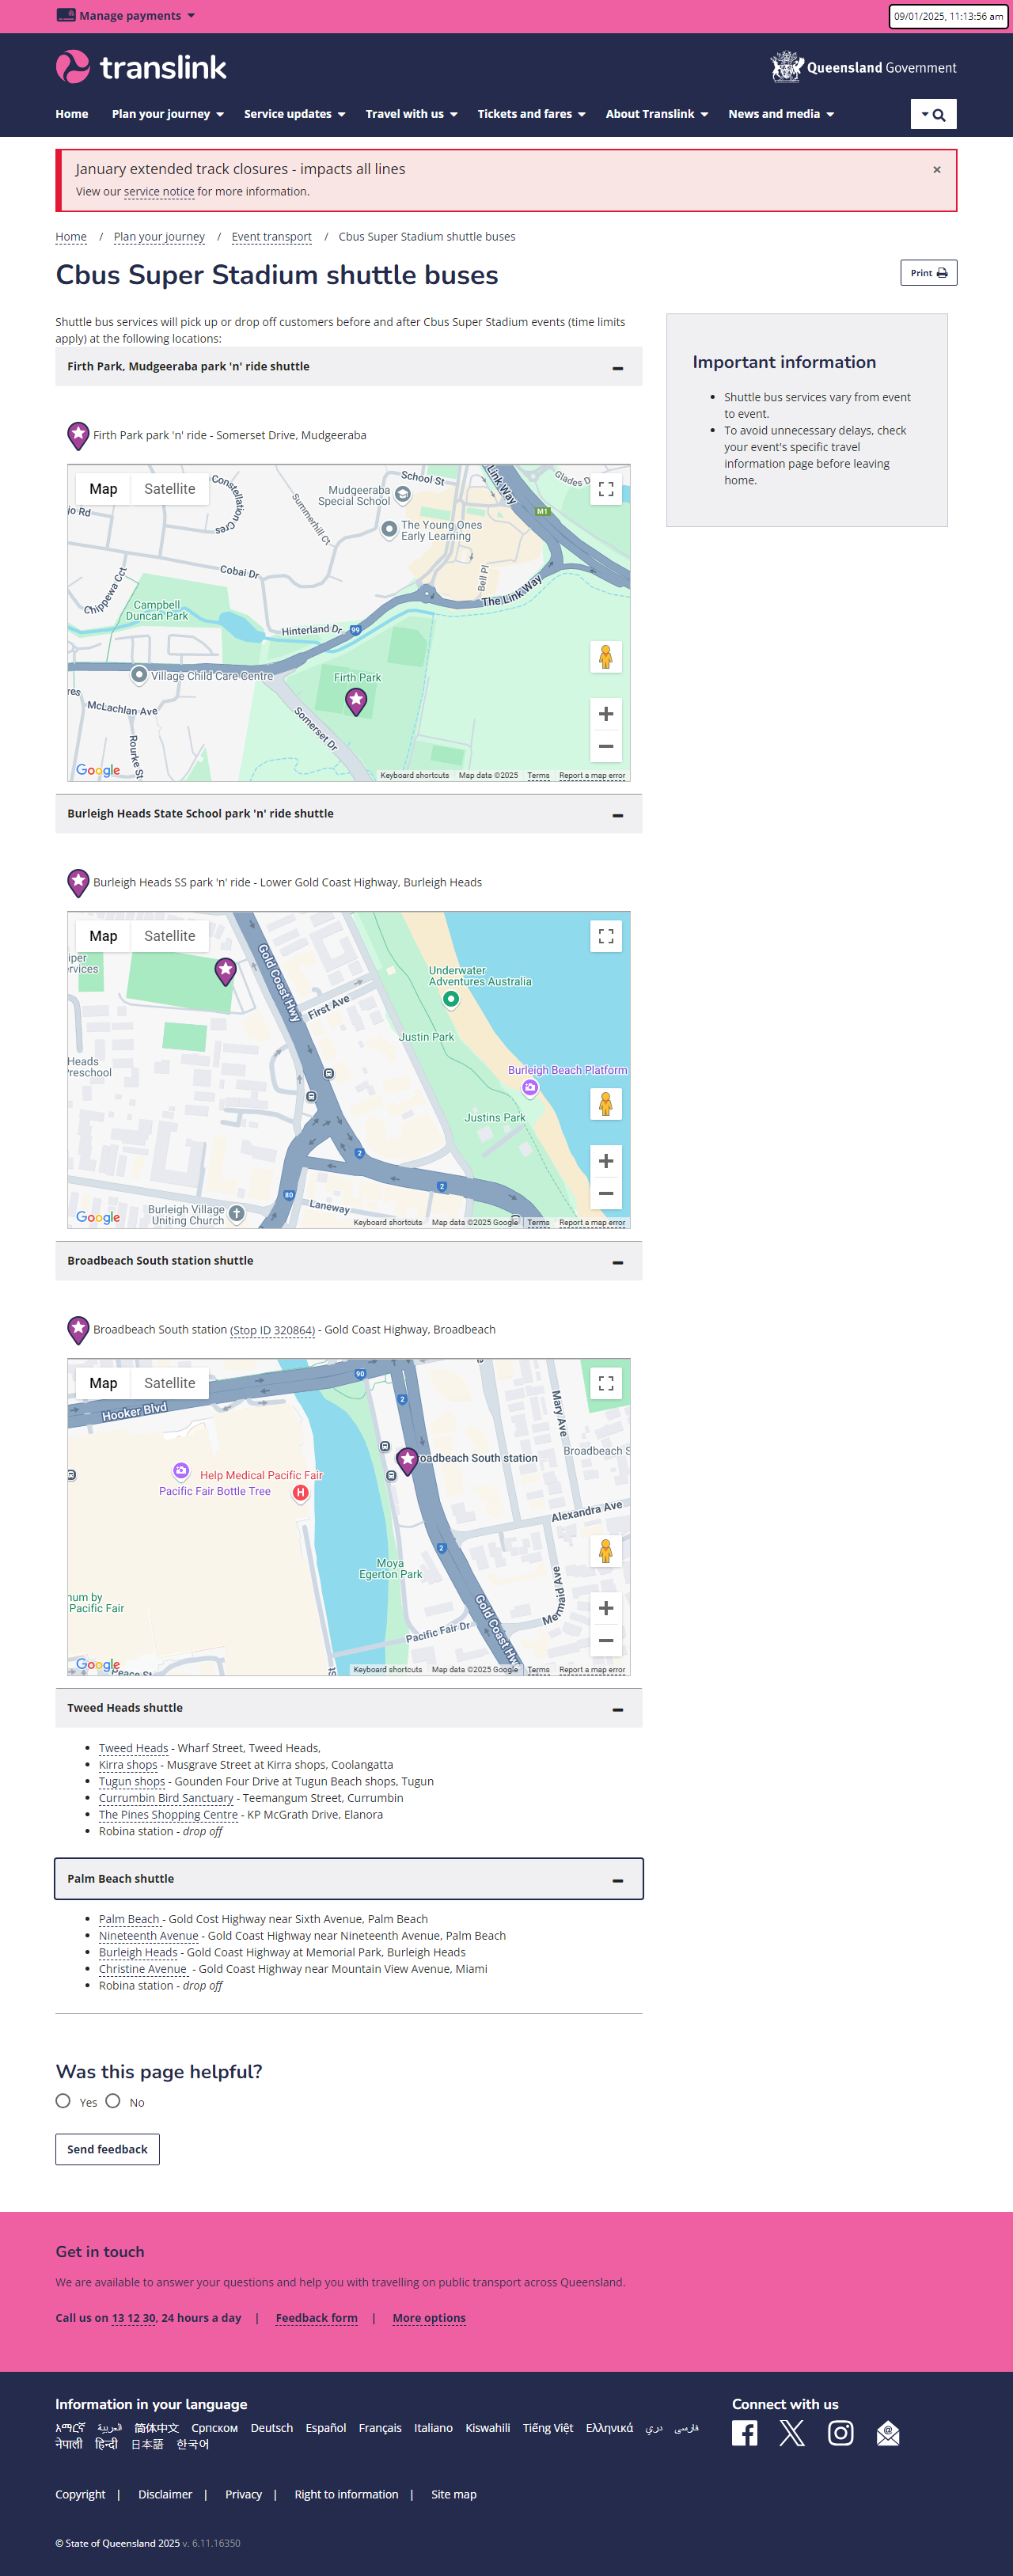 Manage payments
09/01/2025, 11:13:56 am
translink
Queensland Government
Home Plan your journey Service updates Travel with us Tickets and fares About Translink News and media
January extended track closures - impacts all lines
×
View our service notice for more information.
Home / Plan your journey / Event transport / Cbus Super Stadium shuttle buses
Cbus Super Stadium shuttle buses
Print
Shuttle bus services will pick up or drop off customers before and after Cbus Super Stadium events (time limits
apply) at the following locations:
Important information
Shuttle bus services vary from event
to event.
To avoid unnecessary delays, check
your event's specific travel
information page before leaving
home.
Firth Park, Mudgeeraba park 'n' ride shuttle
Firth Park park 'n' ride - Somerset Drive, Mudgeeraba
Map Satellite
Constellation Cres
Summerhill Ct
School St
Mudgeeraba
Special School
Link Way
Glades D
M1
io Rd
The Young Ones
Early Learning
Cobai Dr
Bell Pl
Chippewa Cct
Campbell
Duncan Park
The Link Way
Hinterland Dr
99
Village Child Care Centre
Firth Park
res
McLachlan Ave
Somerset Dr
Rourke St
Google
Keyboard shortcuts Map data ©2025 Terms Report a map error
Burleigh Heads State School park 'n' ride shuttle
Burleigh Heads SS park 'n' ride - Lower Gold Coast Highway, Burleigh Heads
Map Satellite
iper
rvices
Gold Coast Hwy
Underwater
Adventures Australia
First Ave
Justin Park
Heads
reschool
Burleigh Beach Platform
Justins Park
2
2
80
Laneway
Burleigh Village
Uniting Church
Google
Keyboard shortcuts Map data ©2025 Google Terms Report a map error
Broadbeach South station shuttle
Broadbeach South station (Stop ID 320864) - Gold Coast Highway, Broadbeach
Map Satellite
90
2
Hooker Blvd
Mary Ave
roadbeach South station
Broadbeach S
Help Medical Pacific Fair
H
Pacific Fair Bottle Tree
Alexandra Ave
2
Moya
Egerton Park
num by
Pacific Fair
Mermaid Ave
Gold Coast Hwy
Pacific Fair Dr
Peace St
Google
Keyboard shortcuts Map data ©2025 Google Terms Report a map error
Tweed Heads shuttle
Tweed Heads - Wharf Street, Tweed Heads,
Kirra shops - Musgrave Street at Kirra shops, Coolangatta
Tugun shops - Gounden Four Drive at Tugun Beach shops, Tugun
Currumbin Bird Sanctuary - Teemangum Street, Currumbin
The Pines Shopping Centre - KP McGrath Drive, Elanora
Robina station - drop off
Palm Beach shuttle
Palm Beach - Gold Cost Highway near Sixth Avenue, Palm Beach
Nineteenth Avenue - Gold Coast Highway near Nineteenth Avenue, Palm Beach
Burleigh Heads - Gold Coast Highway at Memorial Park, Burleigh Heads
Christine Avenue - Gold Coast Highway near Mountain View Avenue, Miami
Robina station - drop off
Was this page helpful?
Yes No
Send feedback
Get in touch
We are available to answer your questions and help you with travelling on public transport across Queensland.
Call us on 13 12 30, 24 hours a day | Feedback form | More options
Information in your language
Connect with us
አማርኛ العربية 简体中文 Српском Deutsch Español Français Italiano Kiswahili Tiếng Việt Ελληνικά دری فارسی
नेपाली हिन्दी 日本語 한국어
Copyright | Disclaimer | Privacy | Right to information | Site map
© State of Queensland 2025 v. 6.11.16350